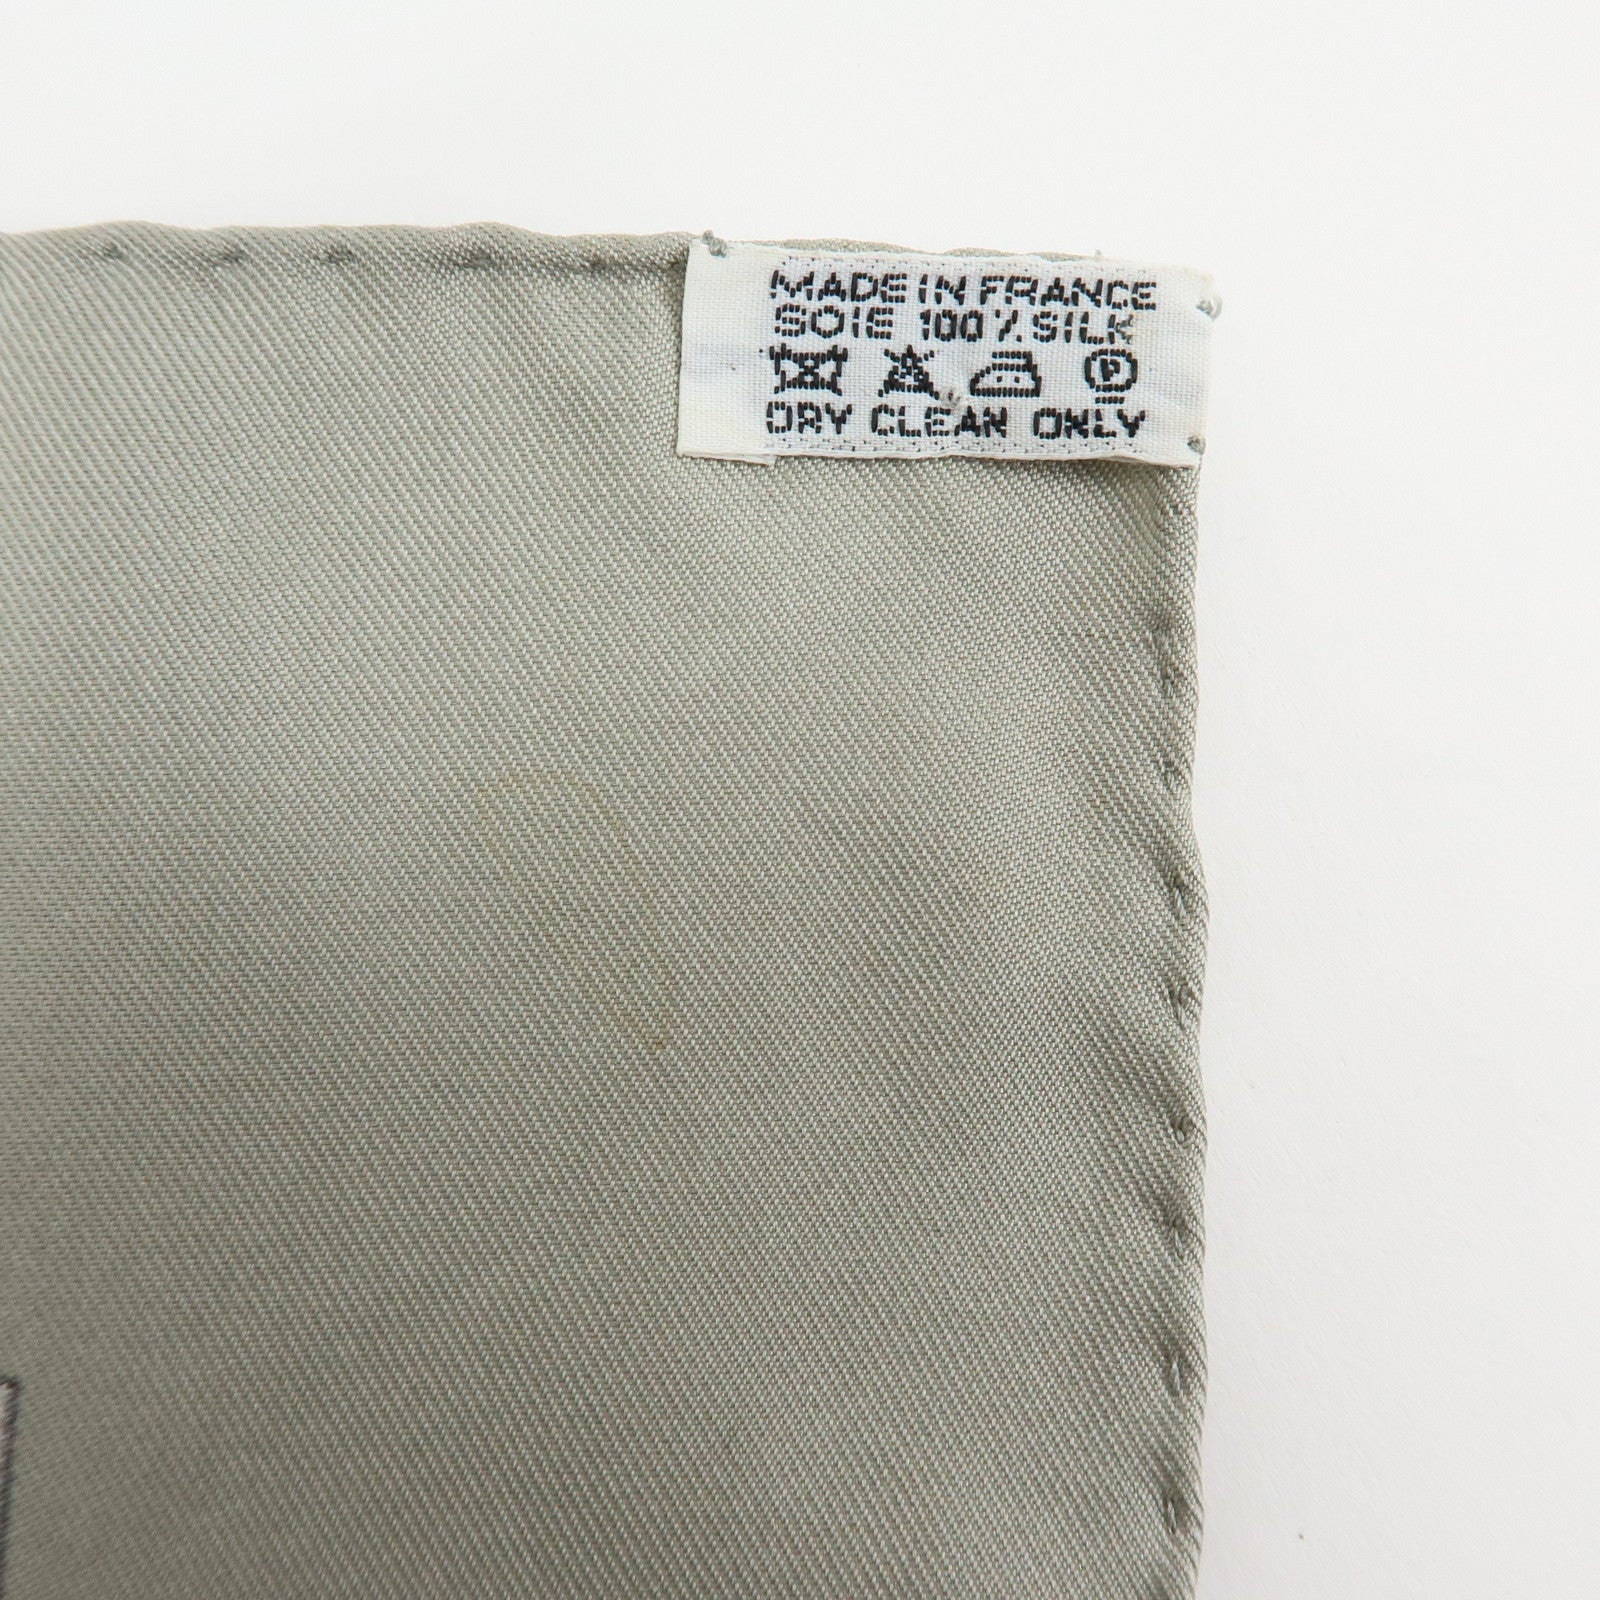 MADE IN FRANCE
SOIE 100% SILK
P
DRY CLEAN ONLY